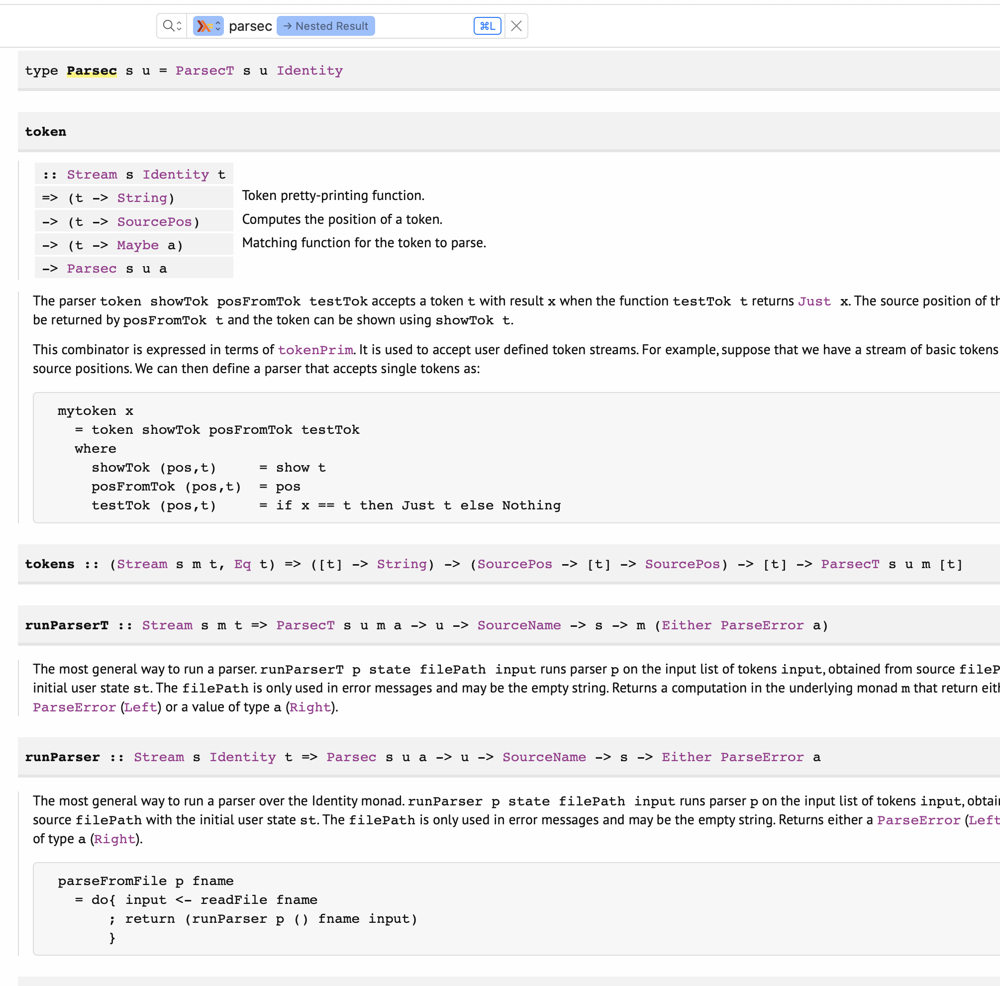 parsec → Nested Result ⌘L
type Parsec s u = ParsecT s u Identity
token
:: Stream s Identity t
=> (t -> String) Token pretty-printing function.
-> (t -> SourcePos) Computes the position of a token.
-> (t -> Maybe a) Matching function for the token to parse.
-> Parsec s u a
The parser token showTok posFromTok testTok accepts a token t with result x when the function testTok t returns Just x. The source position of
be returned by posFromTok t and the token can be shown using showTok t.
This combinator is expressed in terms of tokenPrim. It is used to accept user defined token streams. For example, suppose that we have a stream of basic tokens
source positions. We can then define a parser that accepts single tokens as:
mytoken x
= token showTok posFromTok testTok
where
showTok (pos,t) = show t
posFromTok (pos,t) = pos
testTok (pos,t) = if x == t then Just t else Nothing
tokens :: (Stream s m t, Eq t) => ([t] -> String) -> (SourcePos -> [t] -> SourcePos) -> [t] -> ParsecT s u m [t]
runParserT :: Stream s m t => ParsecT s u m a -> u -> SourceName -> s -> m (Either ParseError a)
The most general way to run a parser. runParserT p state filePath input runs parser p on the input list of tokens input, obtained from source fileP
initial user state st. The filePath is only used in error messages and may be the empty string. Returns a computation in the underlying monad m that return eit
ParseError (Left) or a value of type a (Right).
runParser :: Stream s Identity t => Parsec s u a -> u -> SourceName -> s -> Either ParseError a
The most general way to run a parser over the Identity monad. runParser p state filePath input runs parser p on the input list of tokens input, obtai
source filePath with the initial user state st. The filePath is only used in error messages and may be the empty string. Returns either a ParseError (Left
of type a (Right).
parseFromFile p fname
= do{ input <- readFile fname
; return (runParser p () fname input)
}